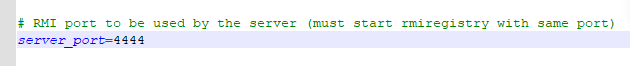 # RMI port to be used by the server (must start rmiregistry with same port)
server_port=4444